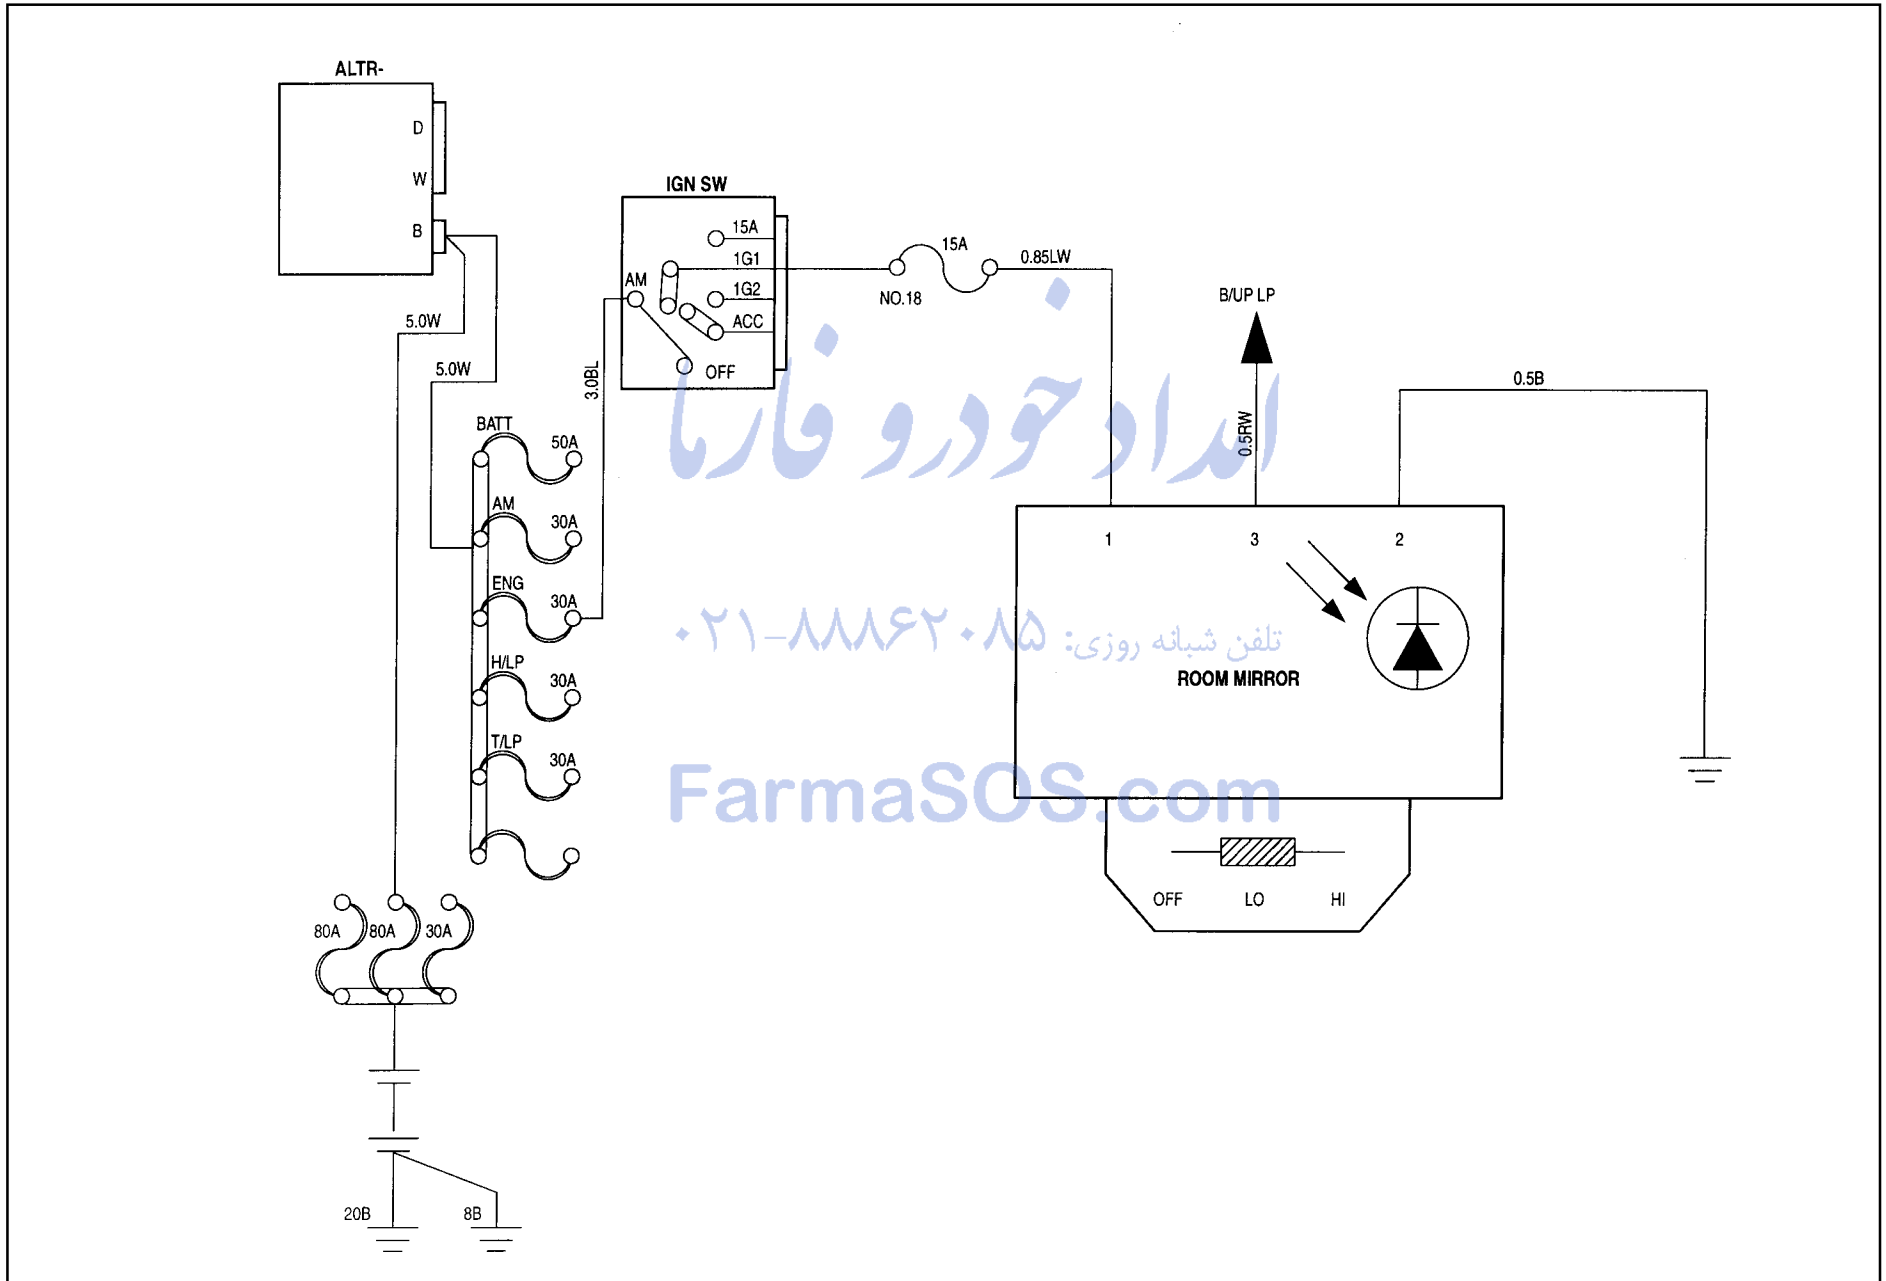 ALTR-
D
W
B
5.0W
5.0W
IGN SW
15A
1G1
1G2
ACC
AM
OFF
3.0BL
15A
NO.18
0.85LW
B/UP LP
0.5RW
0.5B
BATT
50A
AM
30A
ENG
30A
H/LP
30A
T/LP
30A
امداد خودرو فارما
1
3
2
تلفن شبانه روزی: ۰۲۱-۸۸۸۶۲۰۸۵
ROOM MIRROR
FarmaSOS.com
OFF
LO
HI
80A
80A
30A
20B
8B